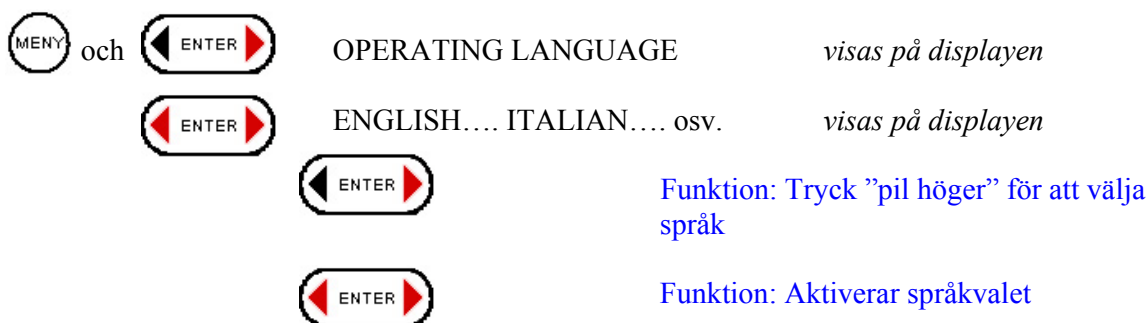 MENY och ENTER OPERATING LANGUAGE visas på displayen
ENTER ENGLISH…. ITALIAN…. osv. visas på displayen
ENTER Funktion: Tryck ”pil höger” för att välja
språk
ENTER Funktion: Aktiverar språkvalet